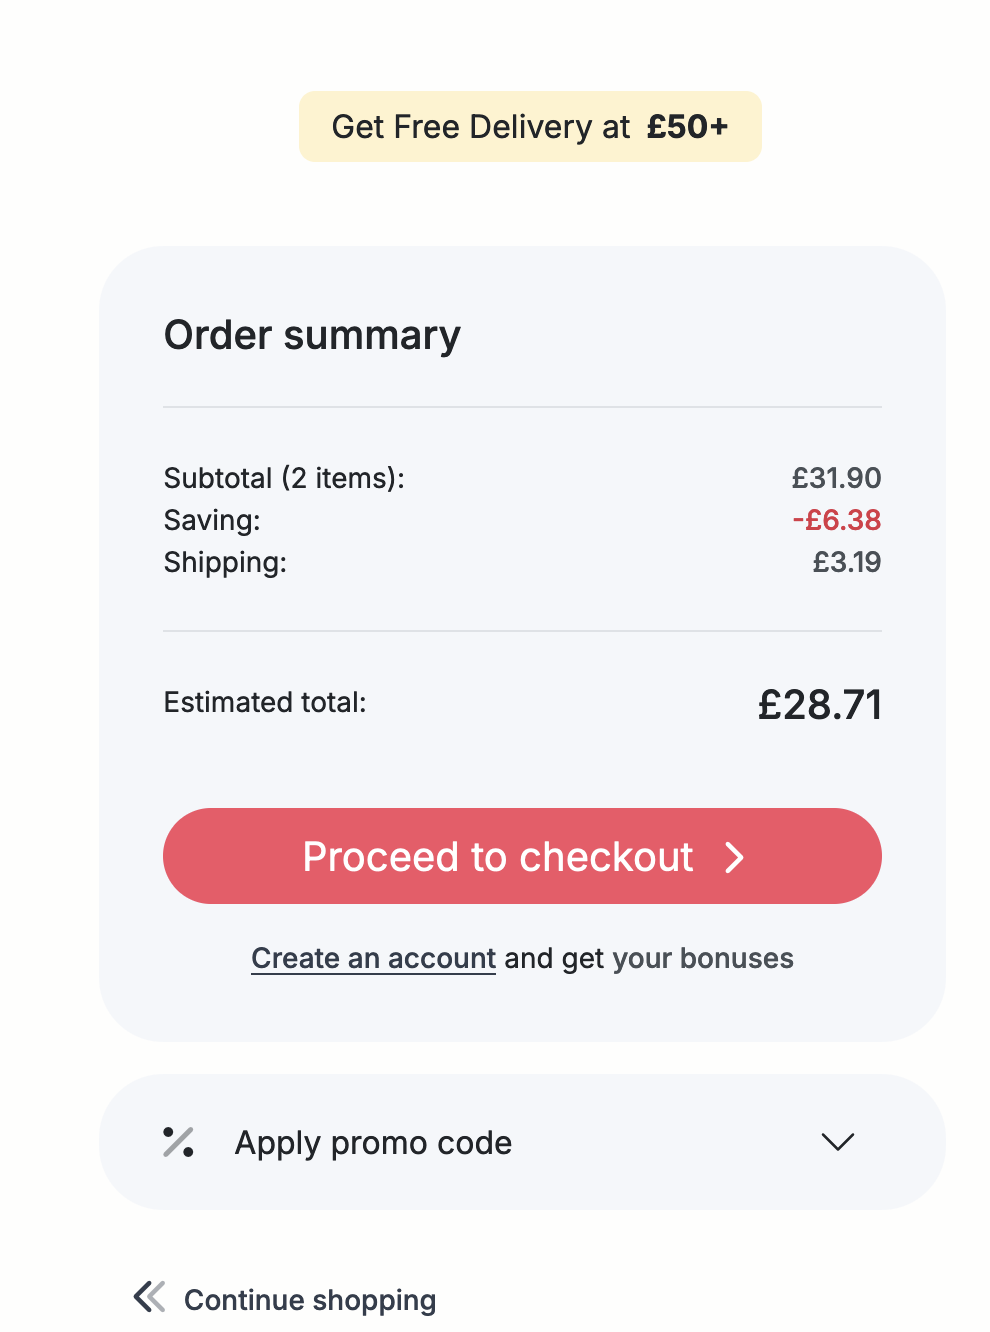 Get Free Delivery at £50+
Order summary
Subtotal (2 items): £31.90
Saving: -£6.38
Shipping: £3.19
Estimated total: £28.71
Proceed to checkout
Create an account and get your bonuses
Apply promo code
Continue shopping